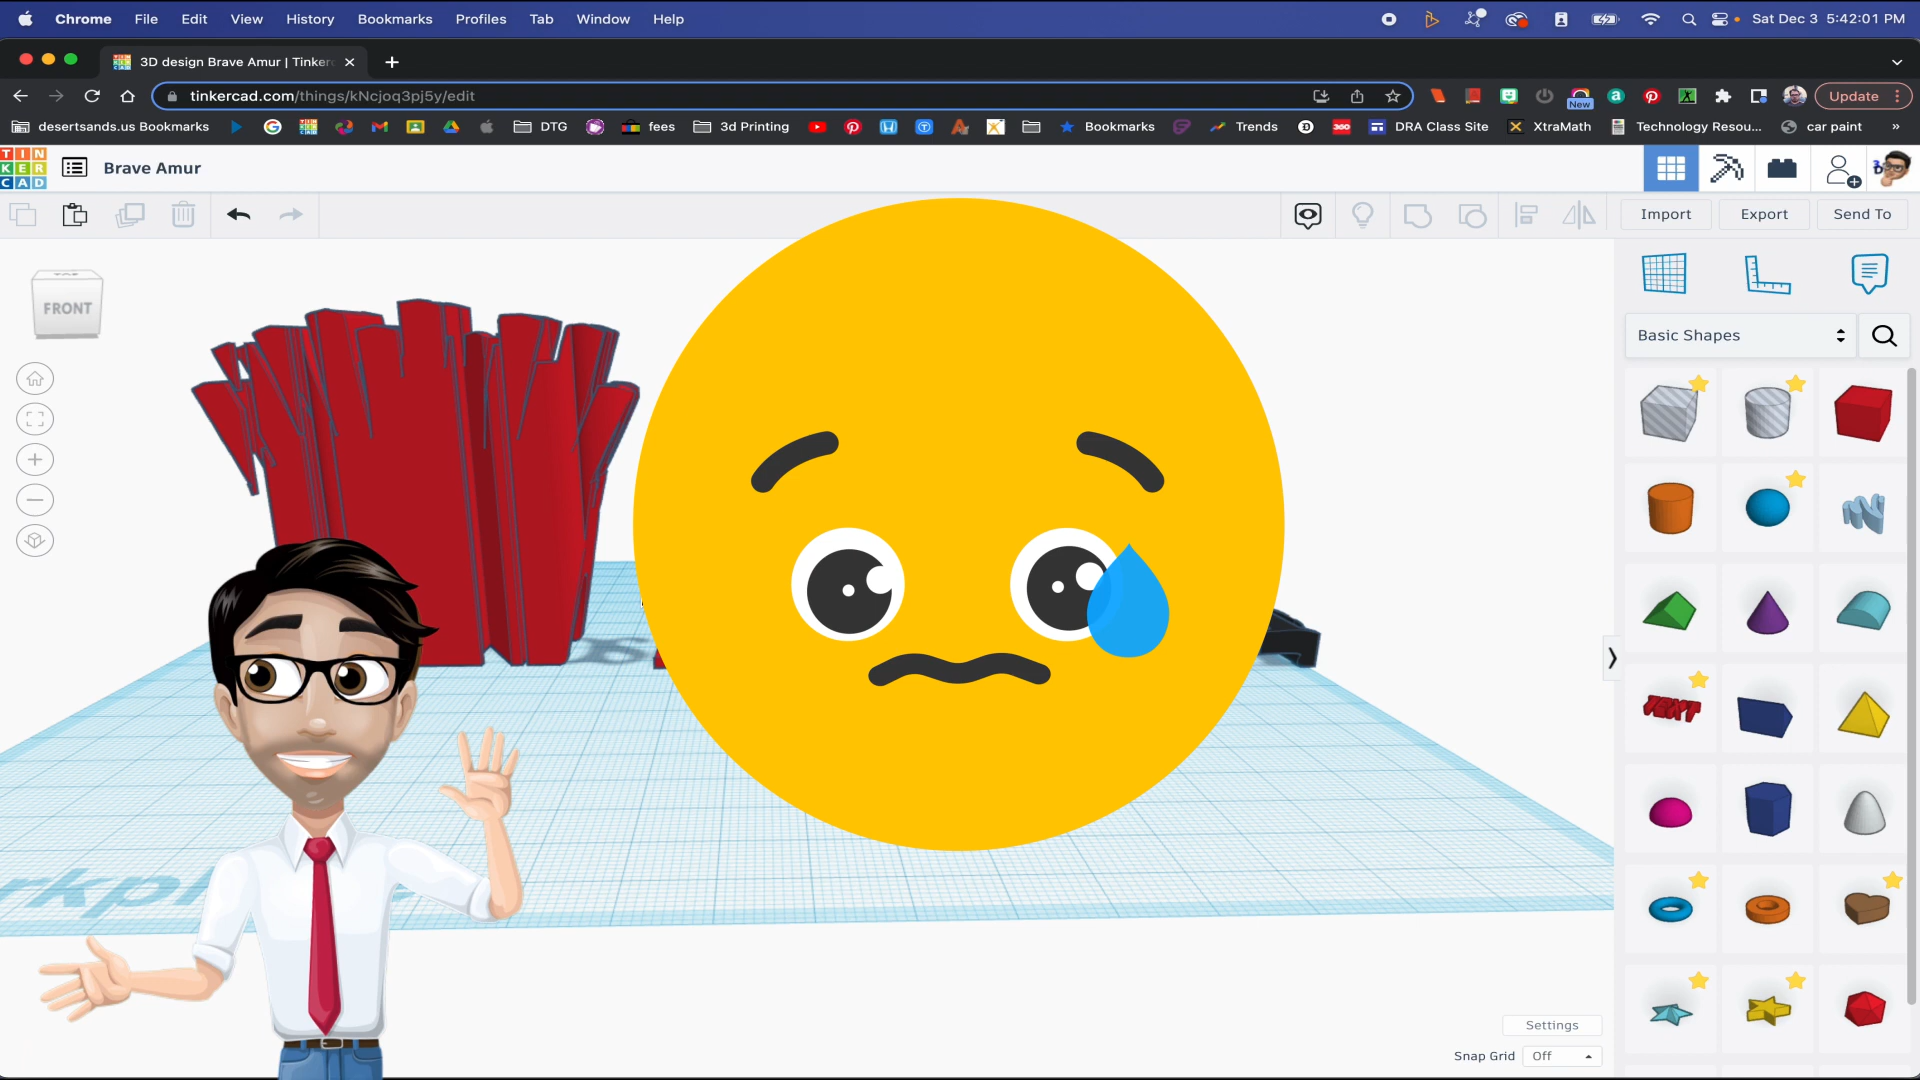 Chrome File Edit View History Bookmarks Profiles Tab Window Help
Sat Dec 3 5:42:01 PM
3D design Brave Amur | Tinker
tinkercad.com/things/kNcjoq3pj5y/edit
New
Update
desertsands.us Bookmarks
DTG
fees
3d Printing
Bookmarks
Trends
DRA Class Site
XtraMath
Technology Resou...
car paint
»
TIN
KER
CAD
Brave Amur
Import
Export
Send To
TOP
FRONT
Basic Shapes
TEXT
Settings
Snap Grid Off